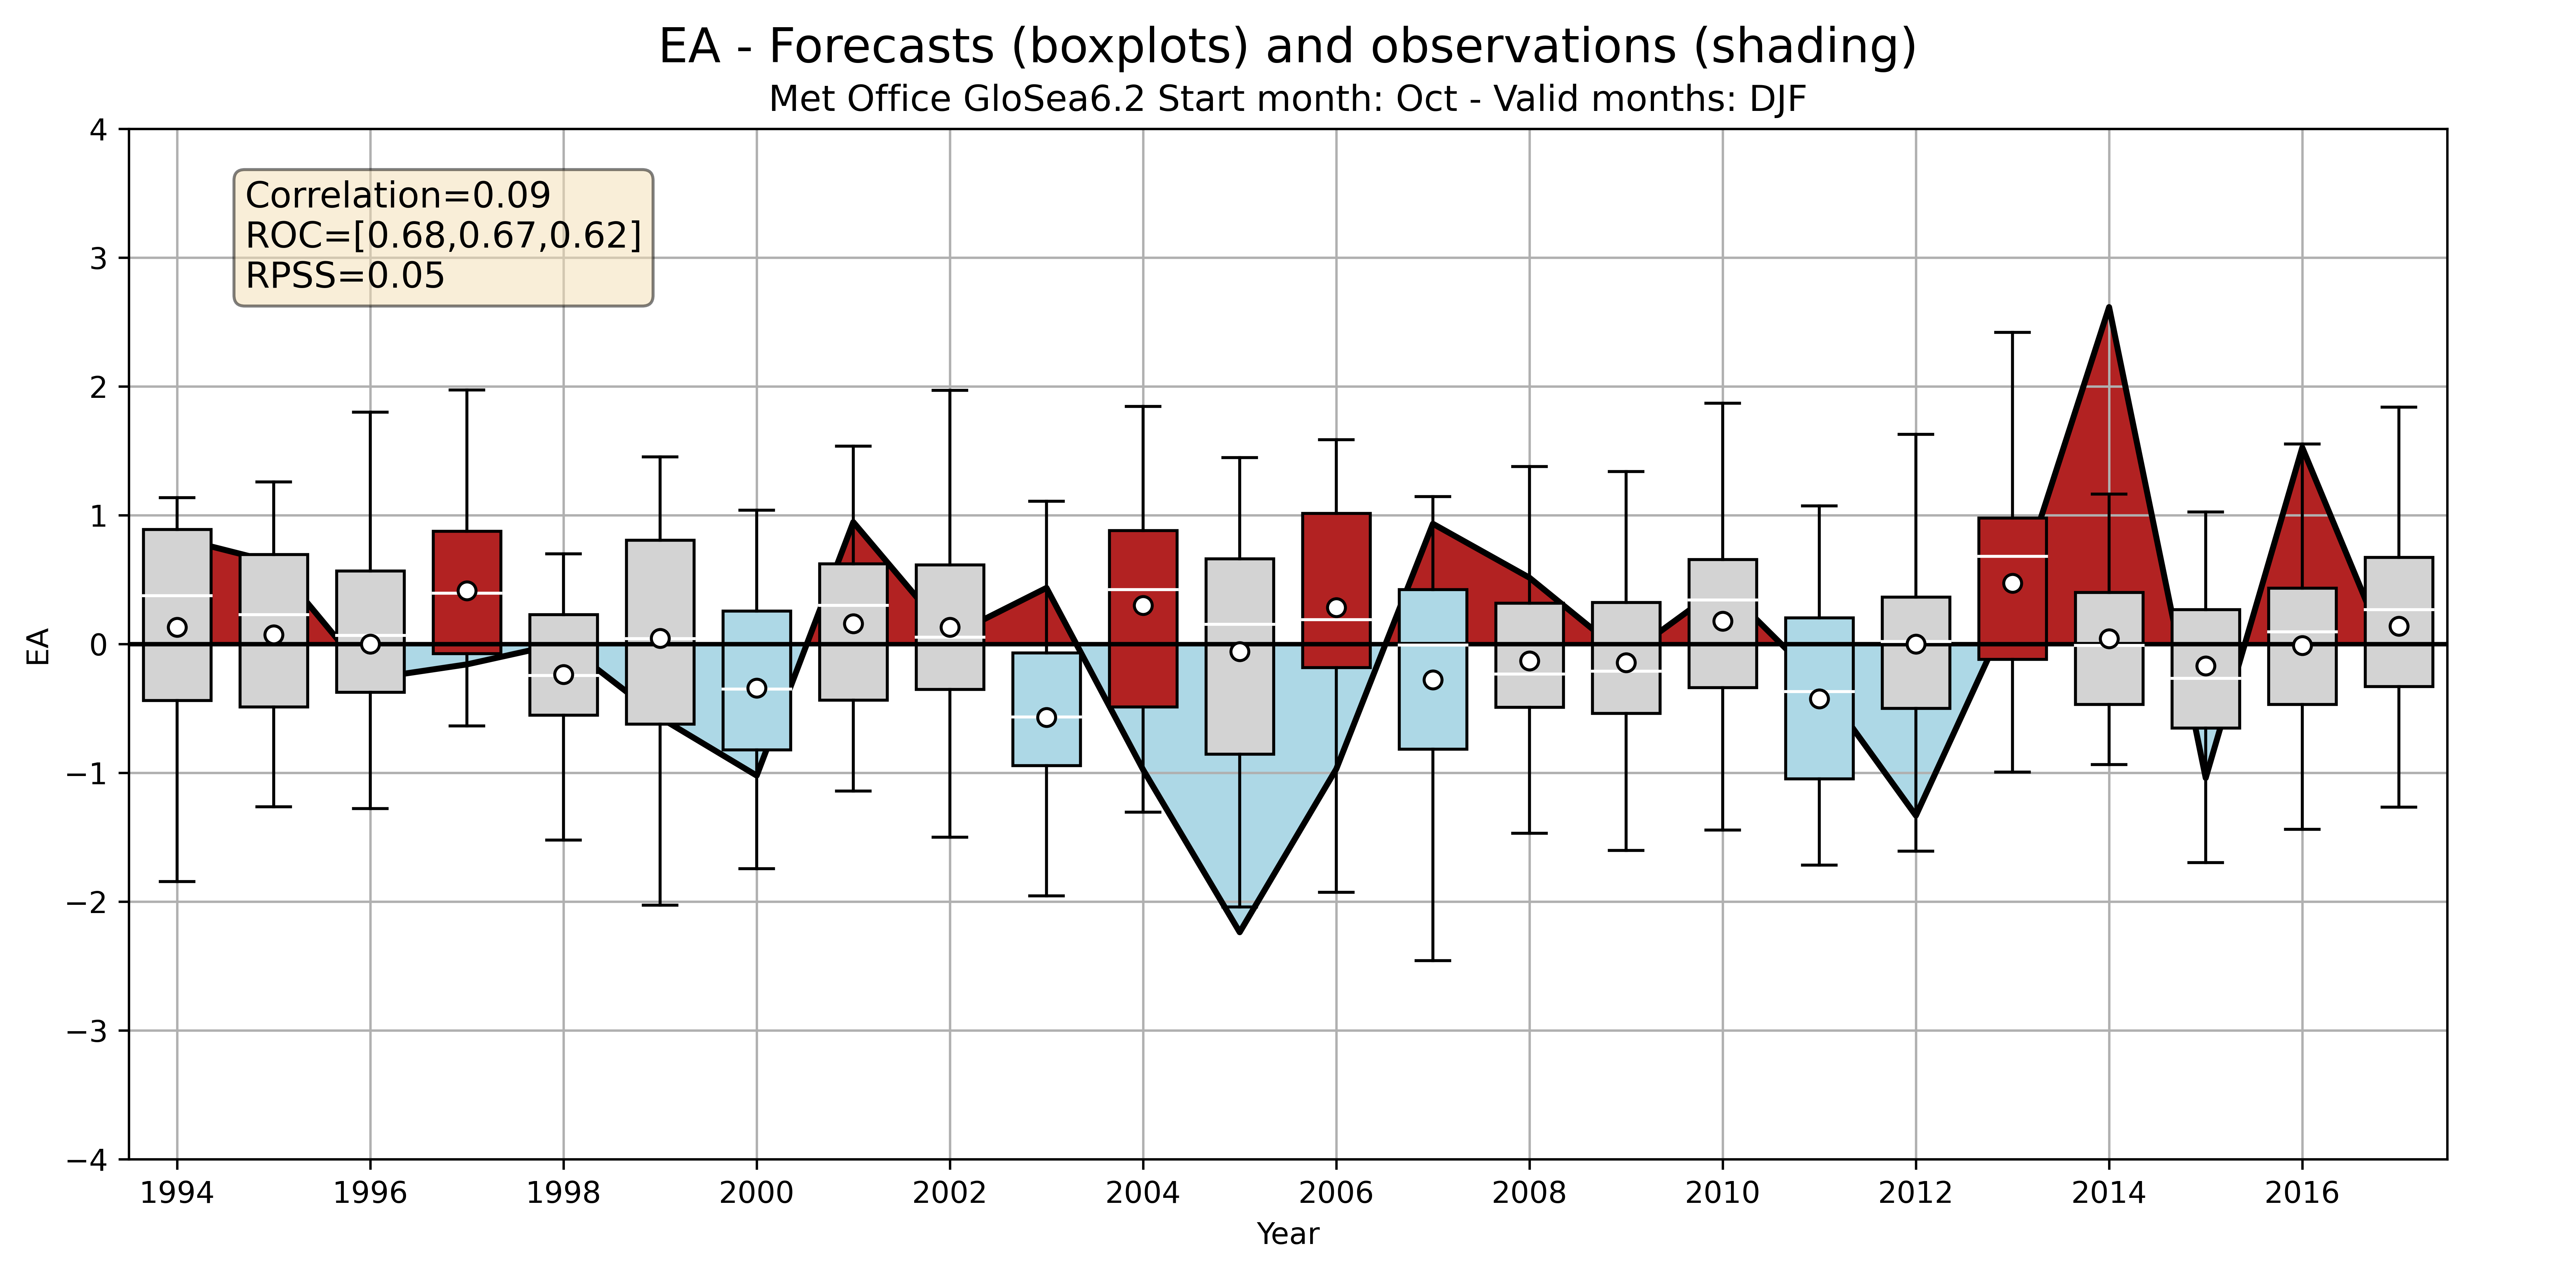 EA - Forecasts (boxplots) and observations (shading)
Met Office GloSea6.2 Start month: Oct - Valid months: DJF
Correlation=0.09
ROC=[0.68,0.67,0.62]
RPSS=0.05
EA
4
3
2
1
0
−1
−2
−3
−4
1994 1996 1998 2000 2002 2004 2006 2008 2010 2012 2014 2016
Year